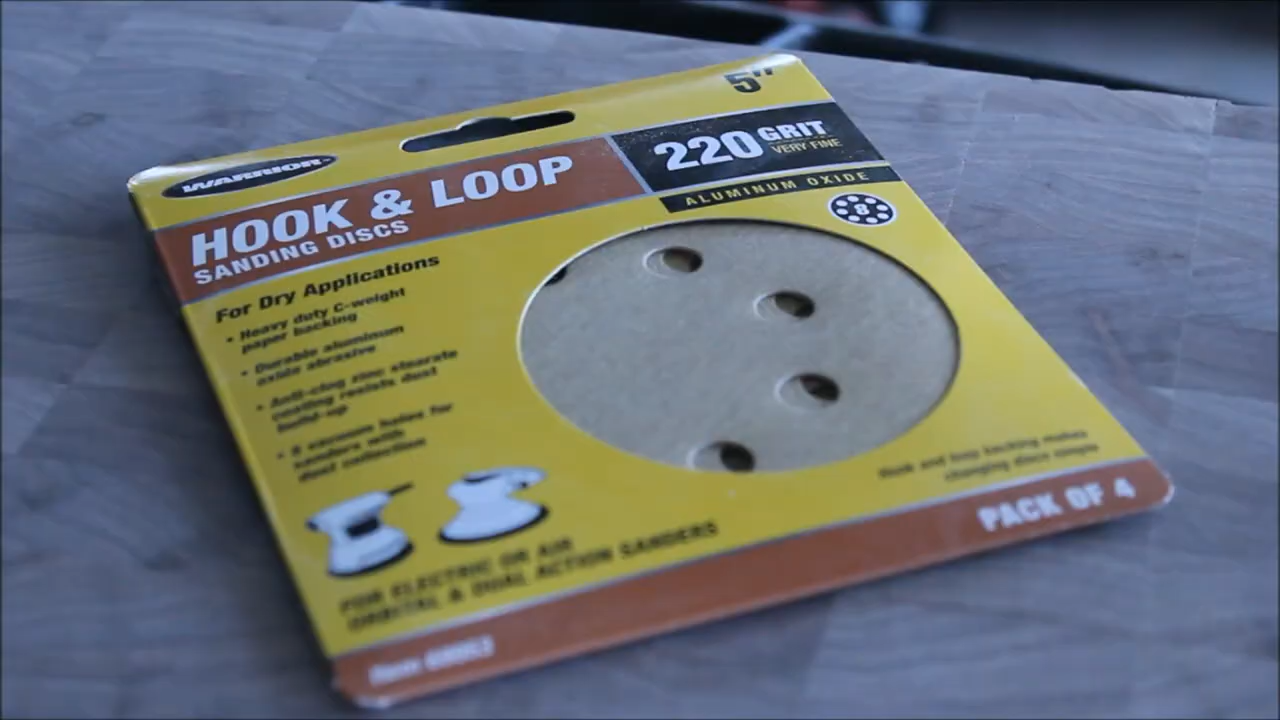 5"
WARRIOR
220 GRIT
VERY FINE
HOOK & LOOP
SANDING DISCS
ALUMINUM OXIDE
8
For Dry Applications
• Heavy duty C-weight
paper backing
• Durable aluminum
oxide abrasive
• Anti-clog zinc stearate
coating resists dust
build-up
• 8 vacuum holes for
sanders with
dust collection
Hook and loop backing makes
changing discs simple
PACK OF 4
FOR ELECTRIC OR AIR
ORBITAL & DUAL ACTION SANDERS
Item